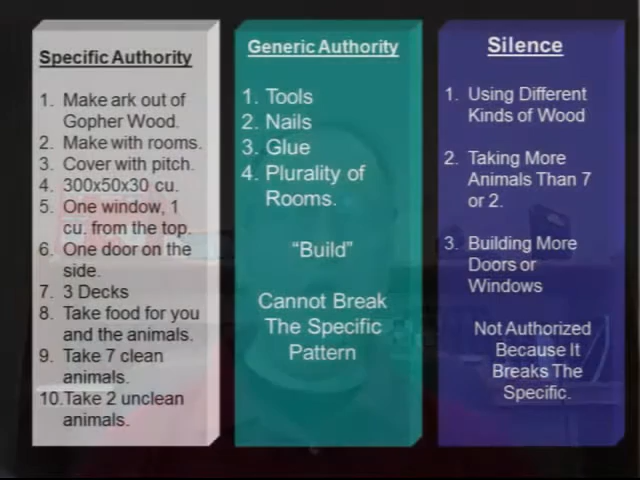 Specific Authority
1. Make ark out of
Gopher Wood.
2. Make with rooms.
3. Cover with pitch.
4. 300x50x30 cu.
5. One window, 1
cu. from the top.
6. One door on the
side.
7. 3 Decks
8. Take food for you
and the animals.
9. Take 7 clean
animals.
10.Take 2 unclean
animals.
Generic Authority
1. Tools
2. Nails
3. Glue
4. Plurality of
Rooms.
“Build”
Cannot Break
The Specific
Pattern
Silence
1. Using Different
Kinds of Wood
2. Taking More
Animals Than 7
or 2.
3. Building More
Doors or
Windows
Not Authorized
Because It
Breaks The
Specific.